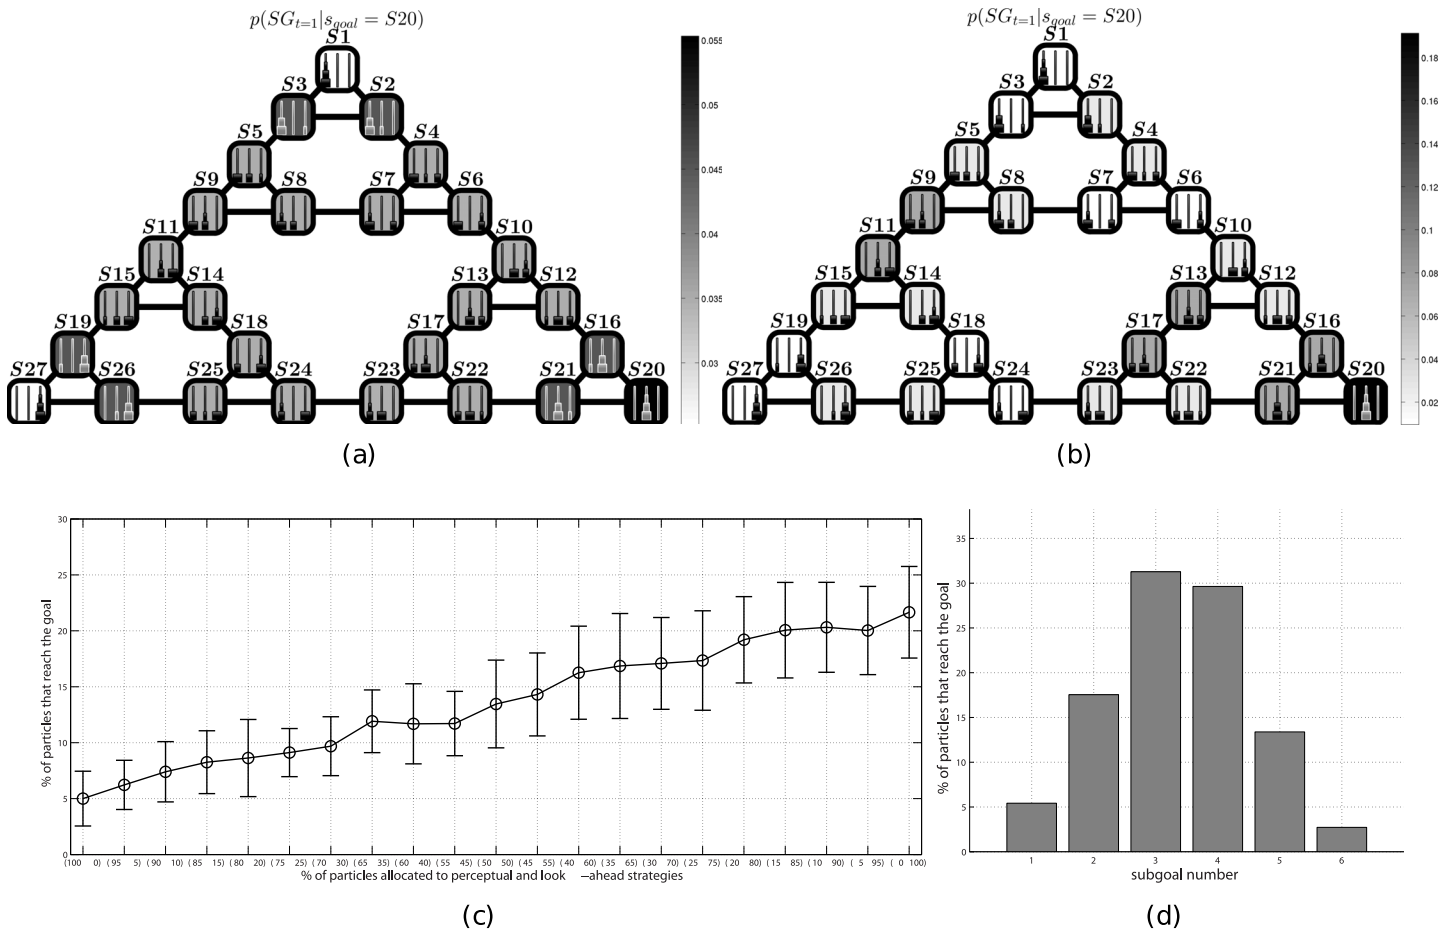 p(SG_{t=1}|s_{goal} = S20)
S1
S3 S2
S5 S4
S9 S8 S7 S6
S11 S10
S15 S14 S13 S12
S19 S18 S17 S16
S27 S26 S25 S24 S23 S22 S21 S20
0.055
0.05
0.045
0.04
0.035
0.03
(a)
p(SG_{t=1}|s_{goal} = S20)
S1
S3 S2
S5 S4
S9 S8 S7 S6
S11 S10
S15 S14 S13 S12
S19 S18 S17 S16
S27 S26 S25 S24 S23 S22 S21 S20
0.18
0.16
0.14
0.12
0.1
0.08
0.06
0.04
0.02
(b)
% of particles that reach the goal
30
25
20
15
10
5
0
(100 0) ( 95 5) ( 90 10) ( 85 15) ( 80 20) ( 75 25) ( 70 30) ( 65 35) ( 60 40) ( 55 45) ( 50 50) ( 45 55) ( 40 60) ( 35 65) ( 30 70) ( 25 75) ( 20 80) ( 15 85) ( 10 90) ( 5 95) ( 0 100)
% of particles allocated to perceptual and look –ahead strategies
(c)
% of particles that reach the goal
35
30
25
20
15
10
5
0
1 2 3 4 5 6
subgoal number
(d)